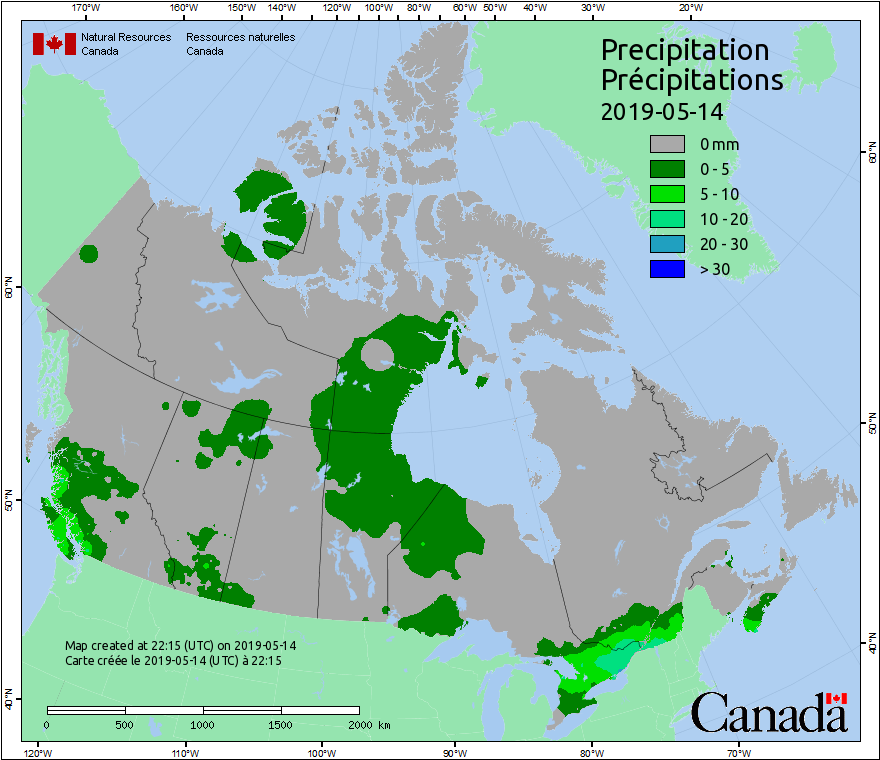 170°W 160°W 150°W 140°W 130°W 120°W 110°W 100°W 90°W 80°W 70°W 60°W 50°W 40°W 30°W 20°W
Natural Resources Ressources naturelles
Canada Canada
Precipitation
Précipitations
2019-05-14
0 mm
0 - 5
5 - 10
10 - 20
20 - 30
> 30
60°N
50°N
40°N
60°N
50°N
40°N
Map created at 22:15 (UTC) on 2019-05-14
Carte créée le 2019-05-14 (UTC) à 22:15
0 500 1000 1500 2000 km
Canada
120°W 110°W 100°W 90°W 80°W 70°W